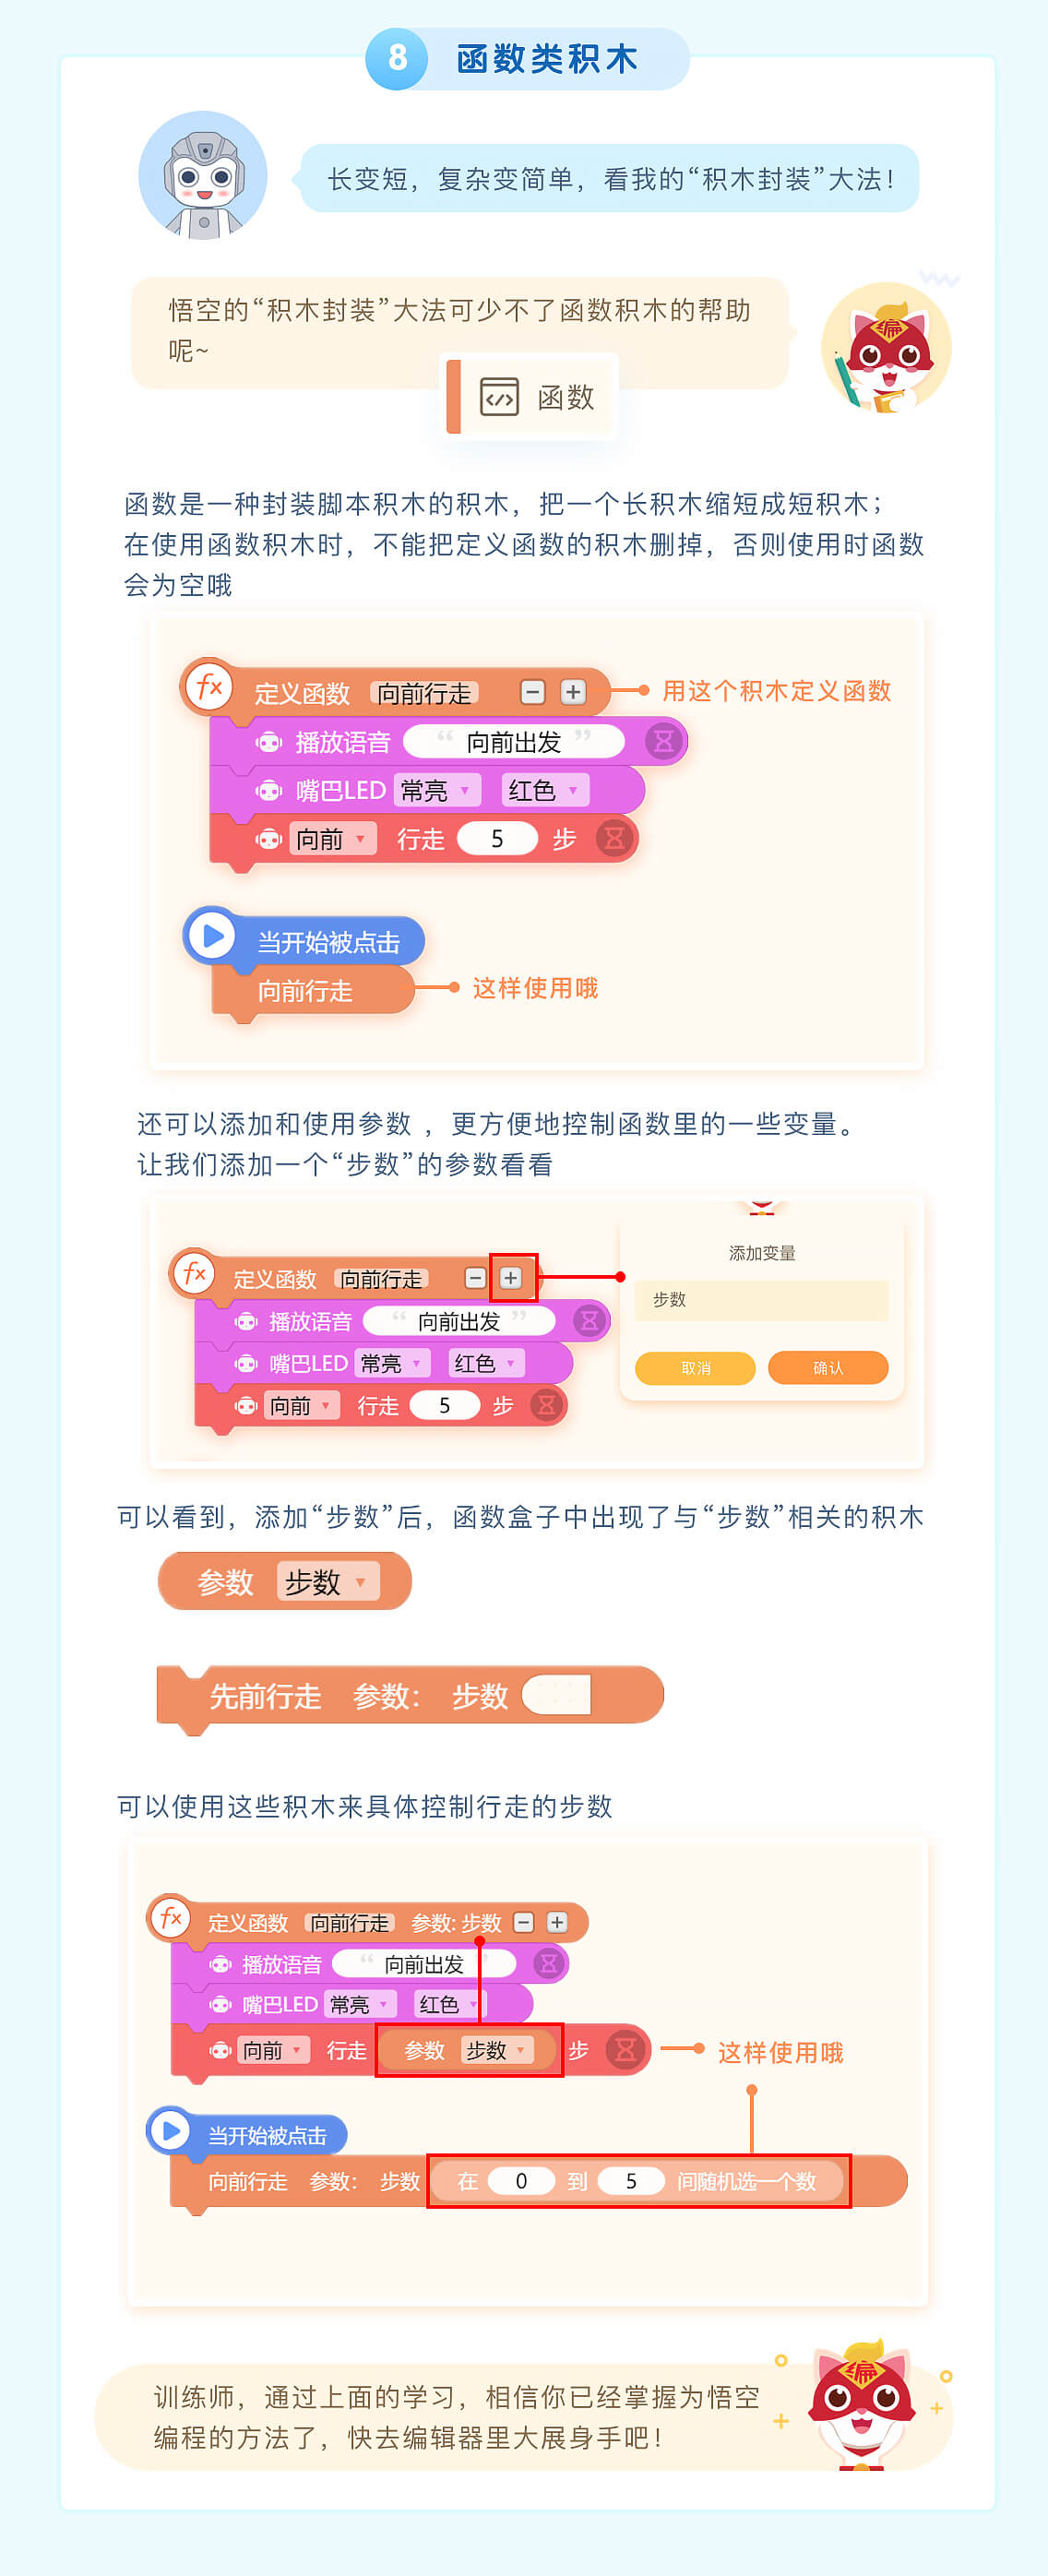 8 函数类积木
长变短，复杂变简单，看我的“积木封装”大法！
悟空的“积木封装”大法可少不了函数积木的帮助
呢~
编
</> 函数
函数是一种封装脚本积木的积木，把一个长积木缩短成短积木；
在使用函数积木时，不能把定义函数的积木删掉，否则使用时函数
会为空哦
fx 定义函数 向前行走 − + 用这个积木定义函数
播放语音 “ 向前出发 ”
嘴巴LED 常亮 红色
向前 行走 5 步
当开始被点击
向前行走 这样使用哦
还可以添加和使用参数 ，更方便地控制函数里的一些变量。
让我们添加一个“步数”的参数看看
fx 定义函数 向前行走 − +
播放语音 “ 向前出发 ”
嘴巴LED 常亮 红色
向前 行走 5 步
添加变量
步数
取消 确认
可以看到，添加“步数”后，函数盒子中出现了与“步数”相关的积木
参数 步数
先前行走 参数： 步数
可以使用这些积木来具体控制行走的步数
fx 定义函数 向前行走 参数: 步数 − +
播放语音 “ 向前出发 ”
嘴巴LED 常亮 红色
向前 行走 参数 步数 步 这样使用哦
当开始被点击
向前行走 参数： 步数 在 0 到 5 间随机选一个数
训练师，通过上面的学习，相信你已经掌握为悟空
编程的方法了，快去编辑器里大展身手吧！
编